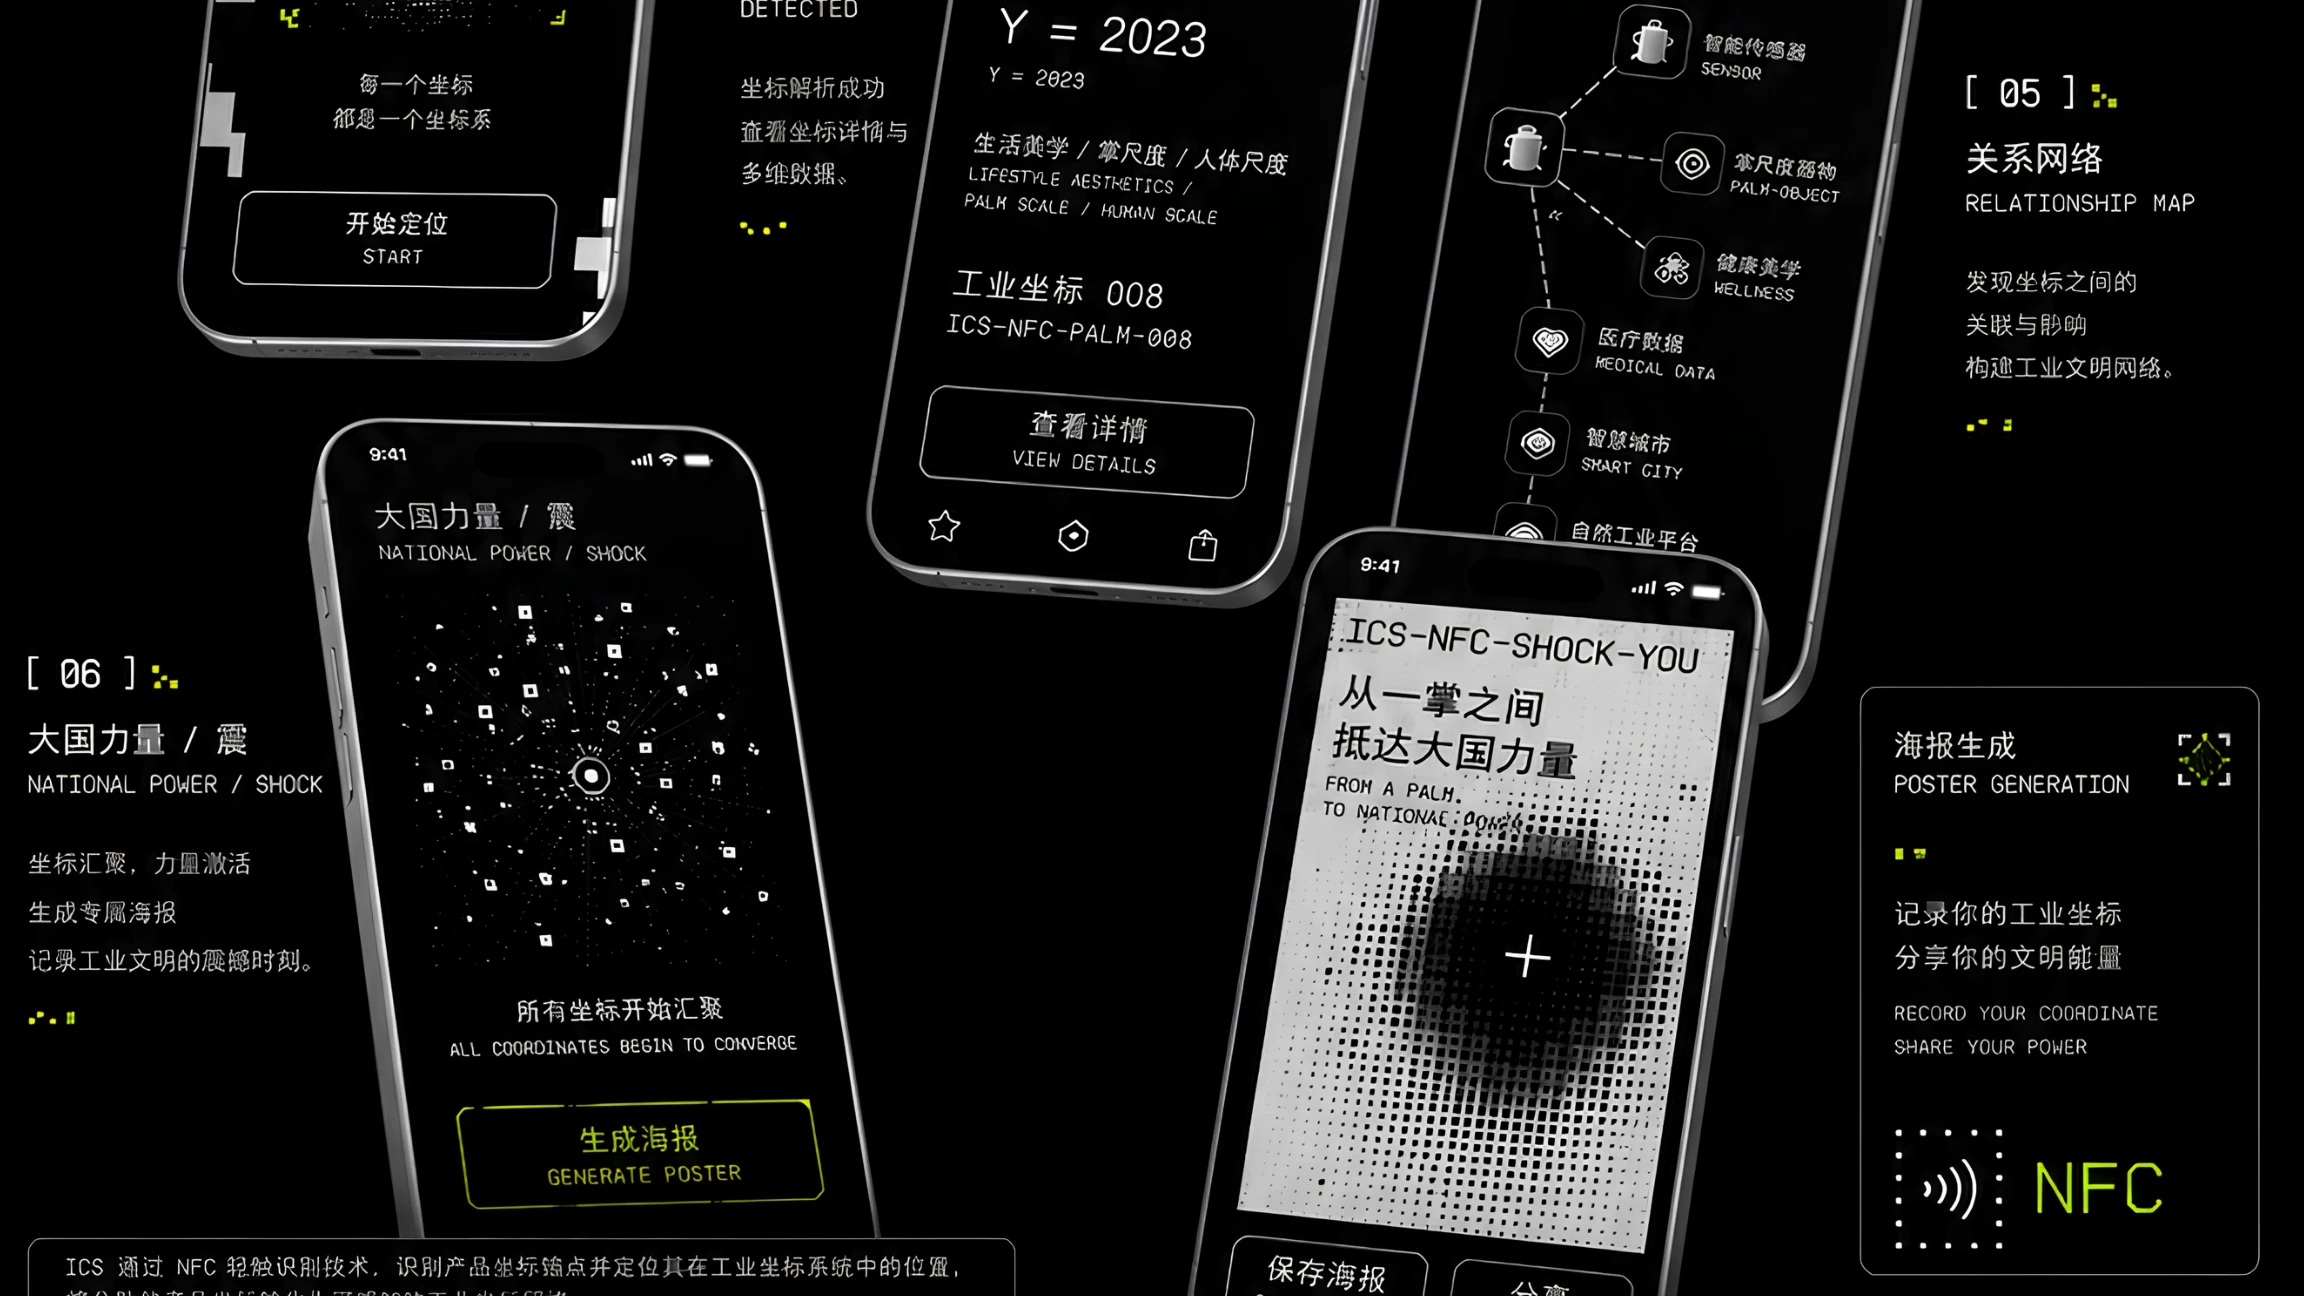 DETECTED
每一个坐标
都是一个坐标系
开始定位
START
坐标解析成功
查看坐标详情与
多维数据。
Y = 2023
Y = 2023
生活美学 / 掌尺度 / 人体尺度
LIFESTYLE AESTHETICS /
PALM SCALE / HUMAN SCALE
工业坐标 008
ICS-NFC-PALM-008
查看详情
VIEW DETAILS
智能传感器
SENSOR
掌尺度器物
PALM-OBJECT
健康美学
WELLNESS
医疗数据
MEDICAL DATA
智慧城市
SMART CITY
自然工业平台
[ 05 ]
关系网络
RELATIONSHIP MAP
发现坐标之间的
关联与影响
构建工业文明网络。
[ 06 ]
大国力量 / 震
NATIONAL POWER / SHOCK
坐标汇聚，力量激活
生成专属海报
记录工业文明的震撼时刻。
9:41
大国力量 / 震
NATIONAL POWER / SHOCK
所有坐标开始汇聚
ALL COORDINATES BEGIN TO CONVERGE
生成海报
GENERATE POSTER
9:41
ICS-NFC-SHOCK-YOU
从一掌之间
抵达大国力量
FROM A PALM.
TO NATIONAL POWER
保存海报
分享
海报生成
POSTER GENERATION
记录你的工业坐标
分享你的文明能量
RECORD YOUR COORDINATE
SHARE YOUR POWER
NFC
ICS 通过 NFC 轻触识别技术，识别产品坐标锚点并定位其在工业坐标系统中的位置，